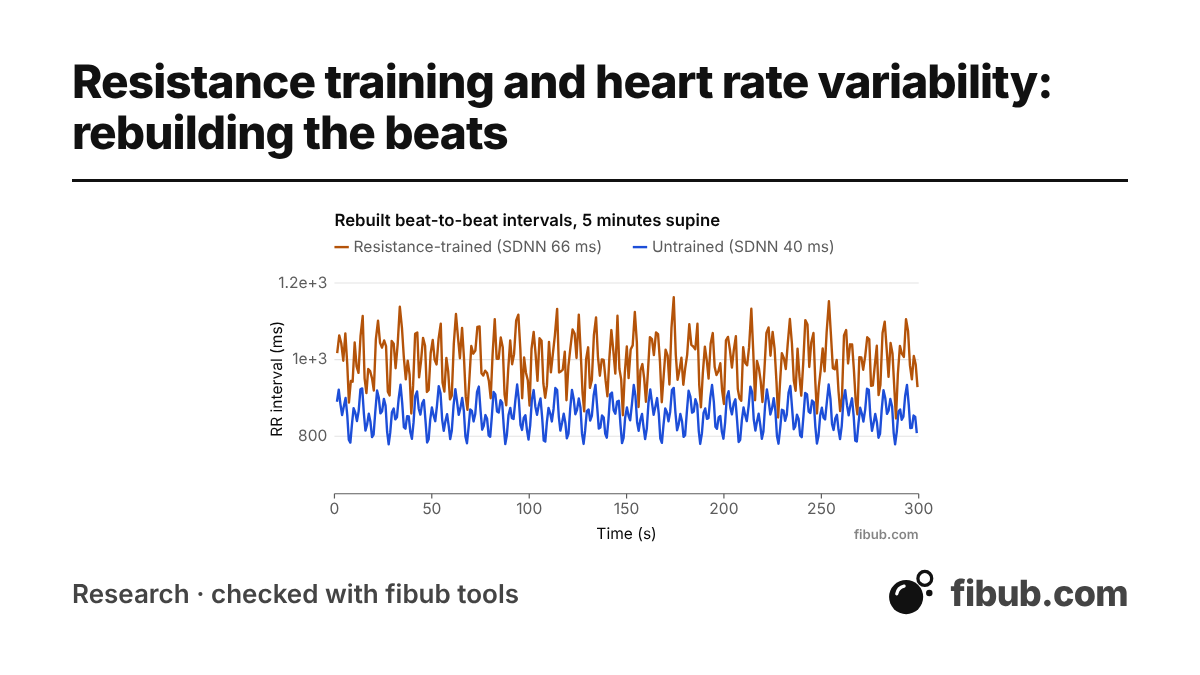 Resistance training and heart rate variability:
rebuilding the beats
Rebuilt beat-to-beat intervals, 5 minutes supine
Resistance-trained (SDNN 66 ms) Untrained (SDNN 40 ms)
1.2e+3
1e+3
800
RR interval (ms)
0 50 100 150 200 250 300
Time (s)
fibub.com
Research · checked with fibub tools
fibub.com